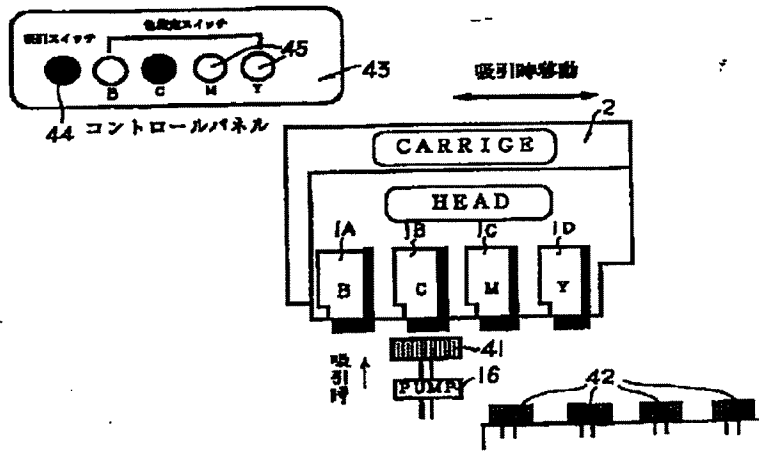 色設定スイッチ
吸引スイッチ
45
B C M Y
43
44
コントロールパネル
吸引時移動
2
CARRIGE
HEAD
1A 1B 1C 1D
B C M Y
41
吸引時
PUMP
16
42